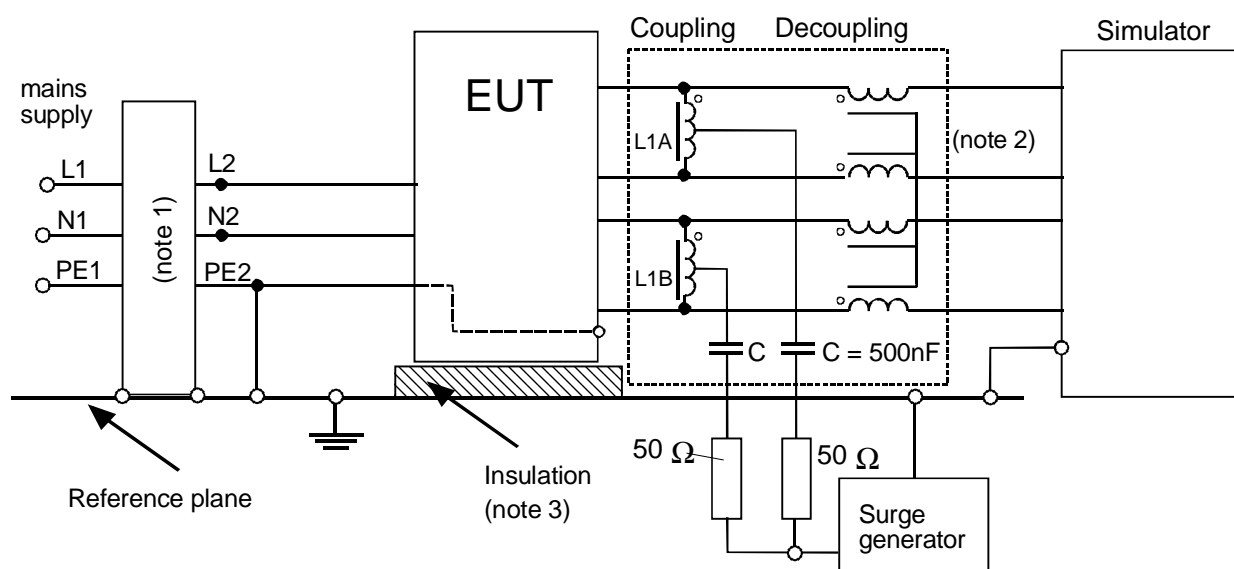 Coupling
Decoupling
Simulator
mains
supply
EUT
L1A
(note 2)
L1
L2
N1
N2
(note 1)
PE1
PE2
L1B
C
C = 500nF
50 Ω
50 Ω
Insulation
(note 3)
Reference plane
Surge
generator